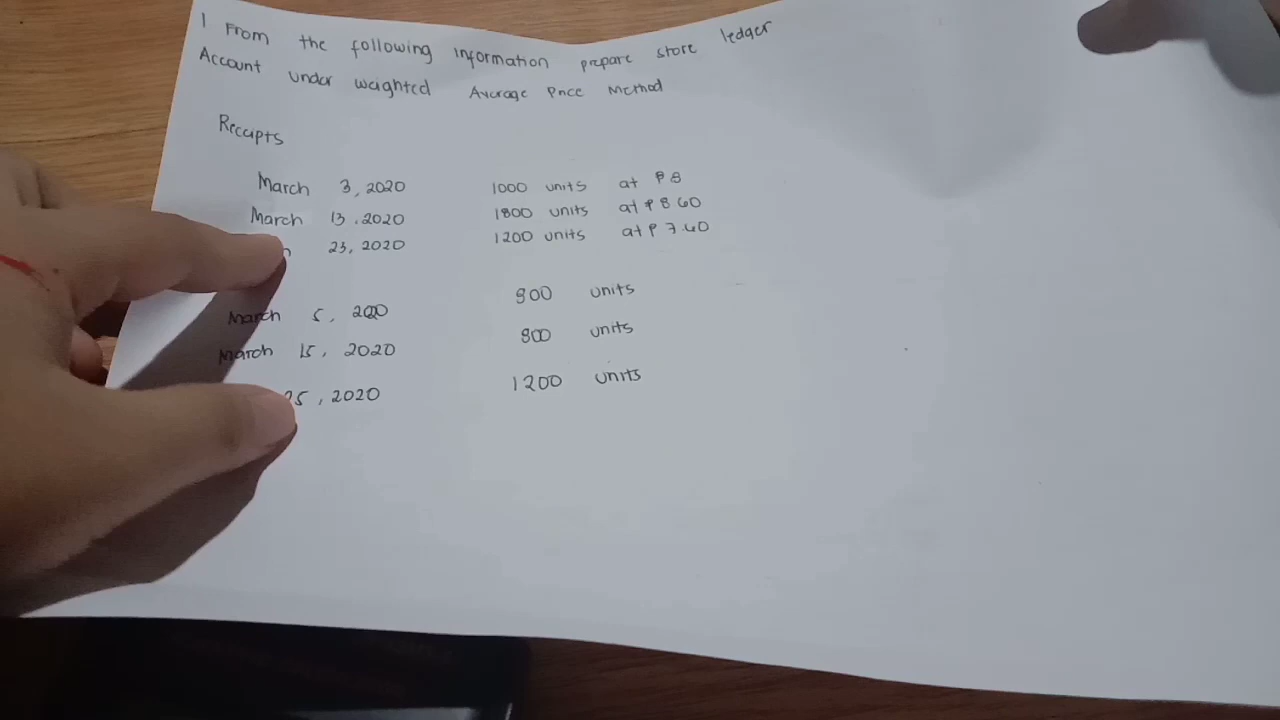 1 From the following information prepare store ledger
Account under weighted Average Price Method
Receipts
March 3, 2020 1000 units at ₱8
March 13, 2020 1800 units at ₱8.60
23, 2020 1200 units at ₱7.60
March 5, 2020 800 units
March 15, 2020 800 units
25, 2020 1200 units